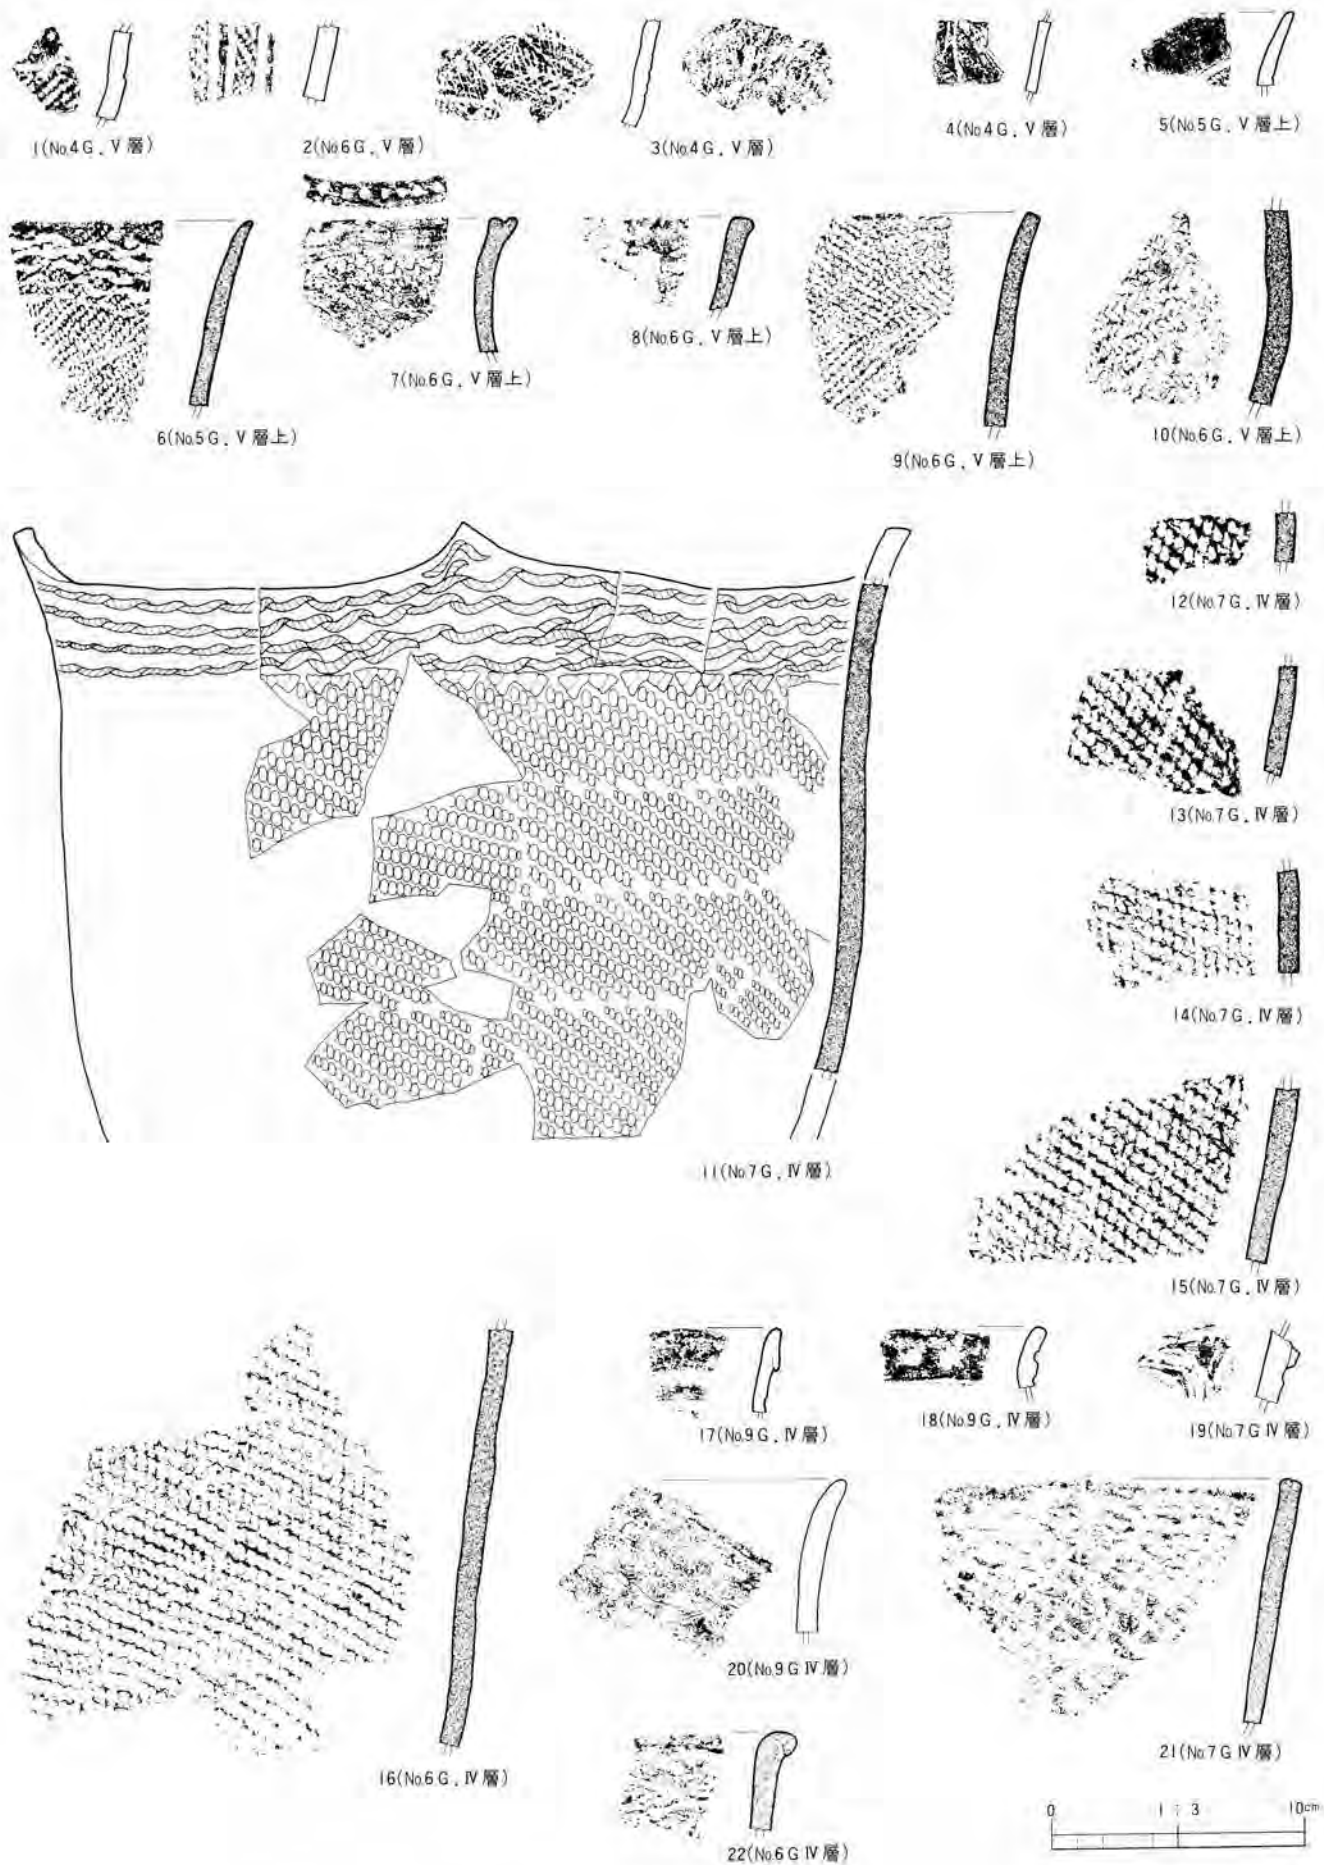 1(No.4G, V層)
2(No.6G, V層)
3(No.4G, V層)
4(No.4G, V層)
5(No.5G, V層上)
6(No.5G, V層上)
7(No.6G, V層上)
8(No.6G, V層上)
9(No.6G, V層上)
10(No.6G, V層上)
11(No.7G, IV層)
12(No.7G, IV層)
13(No.7G, IV層)
14(No.7G, IV層)
15(No.7G, IV層)
16(No.6G, IV層)
17(No.9G, IV層)
18(No.9G, IV層)
19(No.7G IV層)
20(No.9G IV層)
21(No.7G IV層)
22(No.6G IV層)
0 1:3 10cm